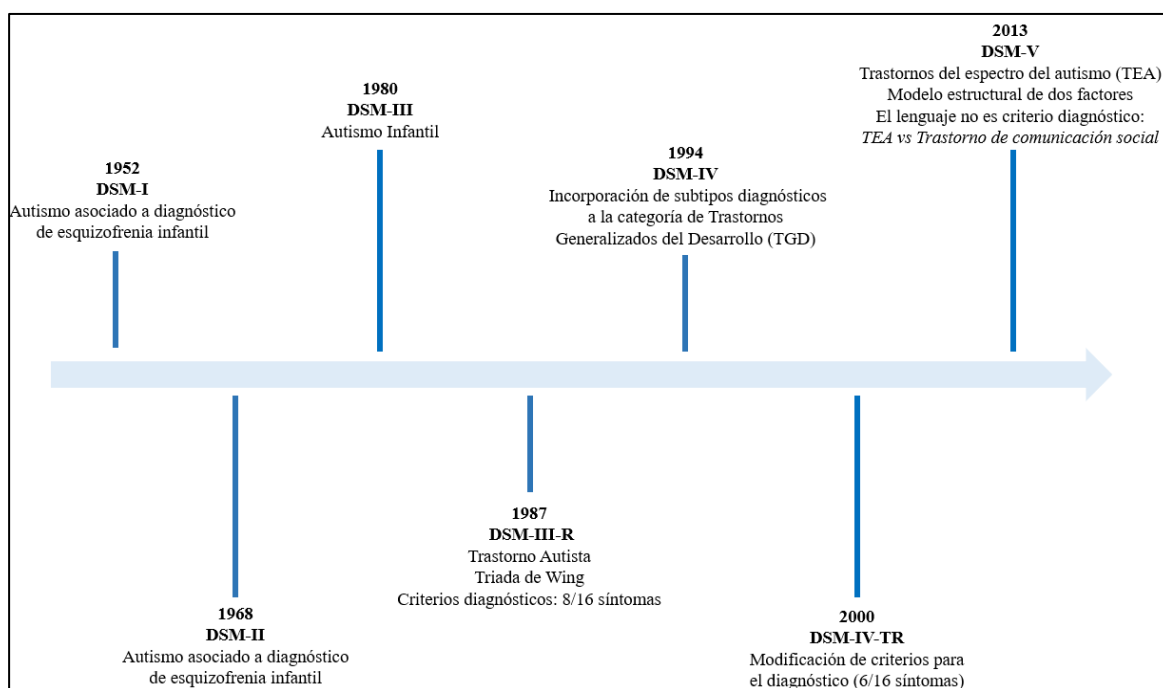 1952
DSM-I
Autismo asociado a diagnóstico
de esquizofrenia infantil
1968
DSM-II
Autismo asociado a diagnóstico
de esquizofrenia infantil
1980
DSM-III
Autismo Infantil
1987
DSM-III-R
Trastorno Autista
Triada de Wing
Criterios diagnósticos: 8/16 síntomas
1994
DSM-IV
Incorporación de subtipos diagnósticos
a la categoría de Trastornos
Generalizados del Desarrollo (TGD)
2000
DSM-IV-TR
Modificación de criterios para
el diagnóstico (6/16 síntomas)
2013
DSM-V
Trastornos del espectro del autismo (TEA)
Modelo estructural de dos factores
El lenguaje no es criterio diagnóstico:
TEA vs Trastorno de comunicación social